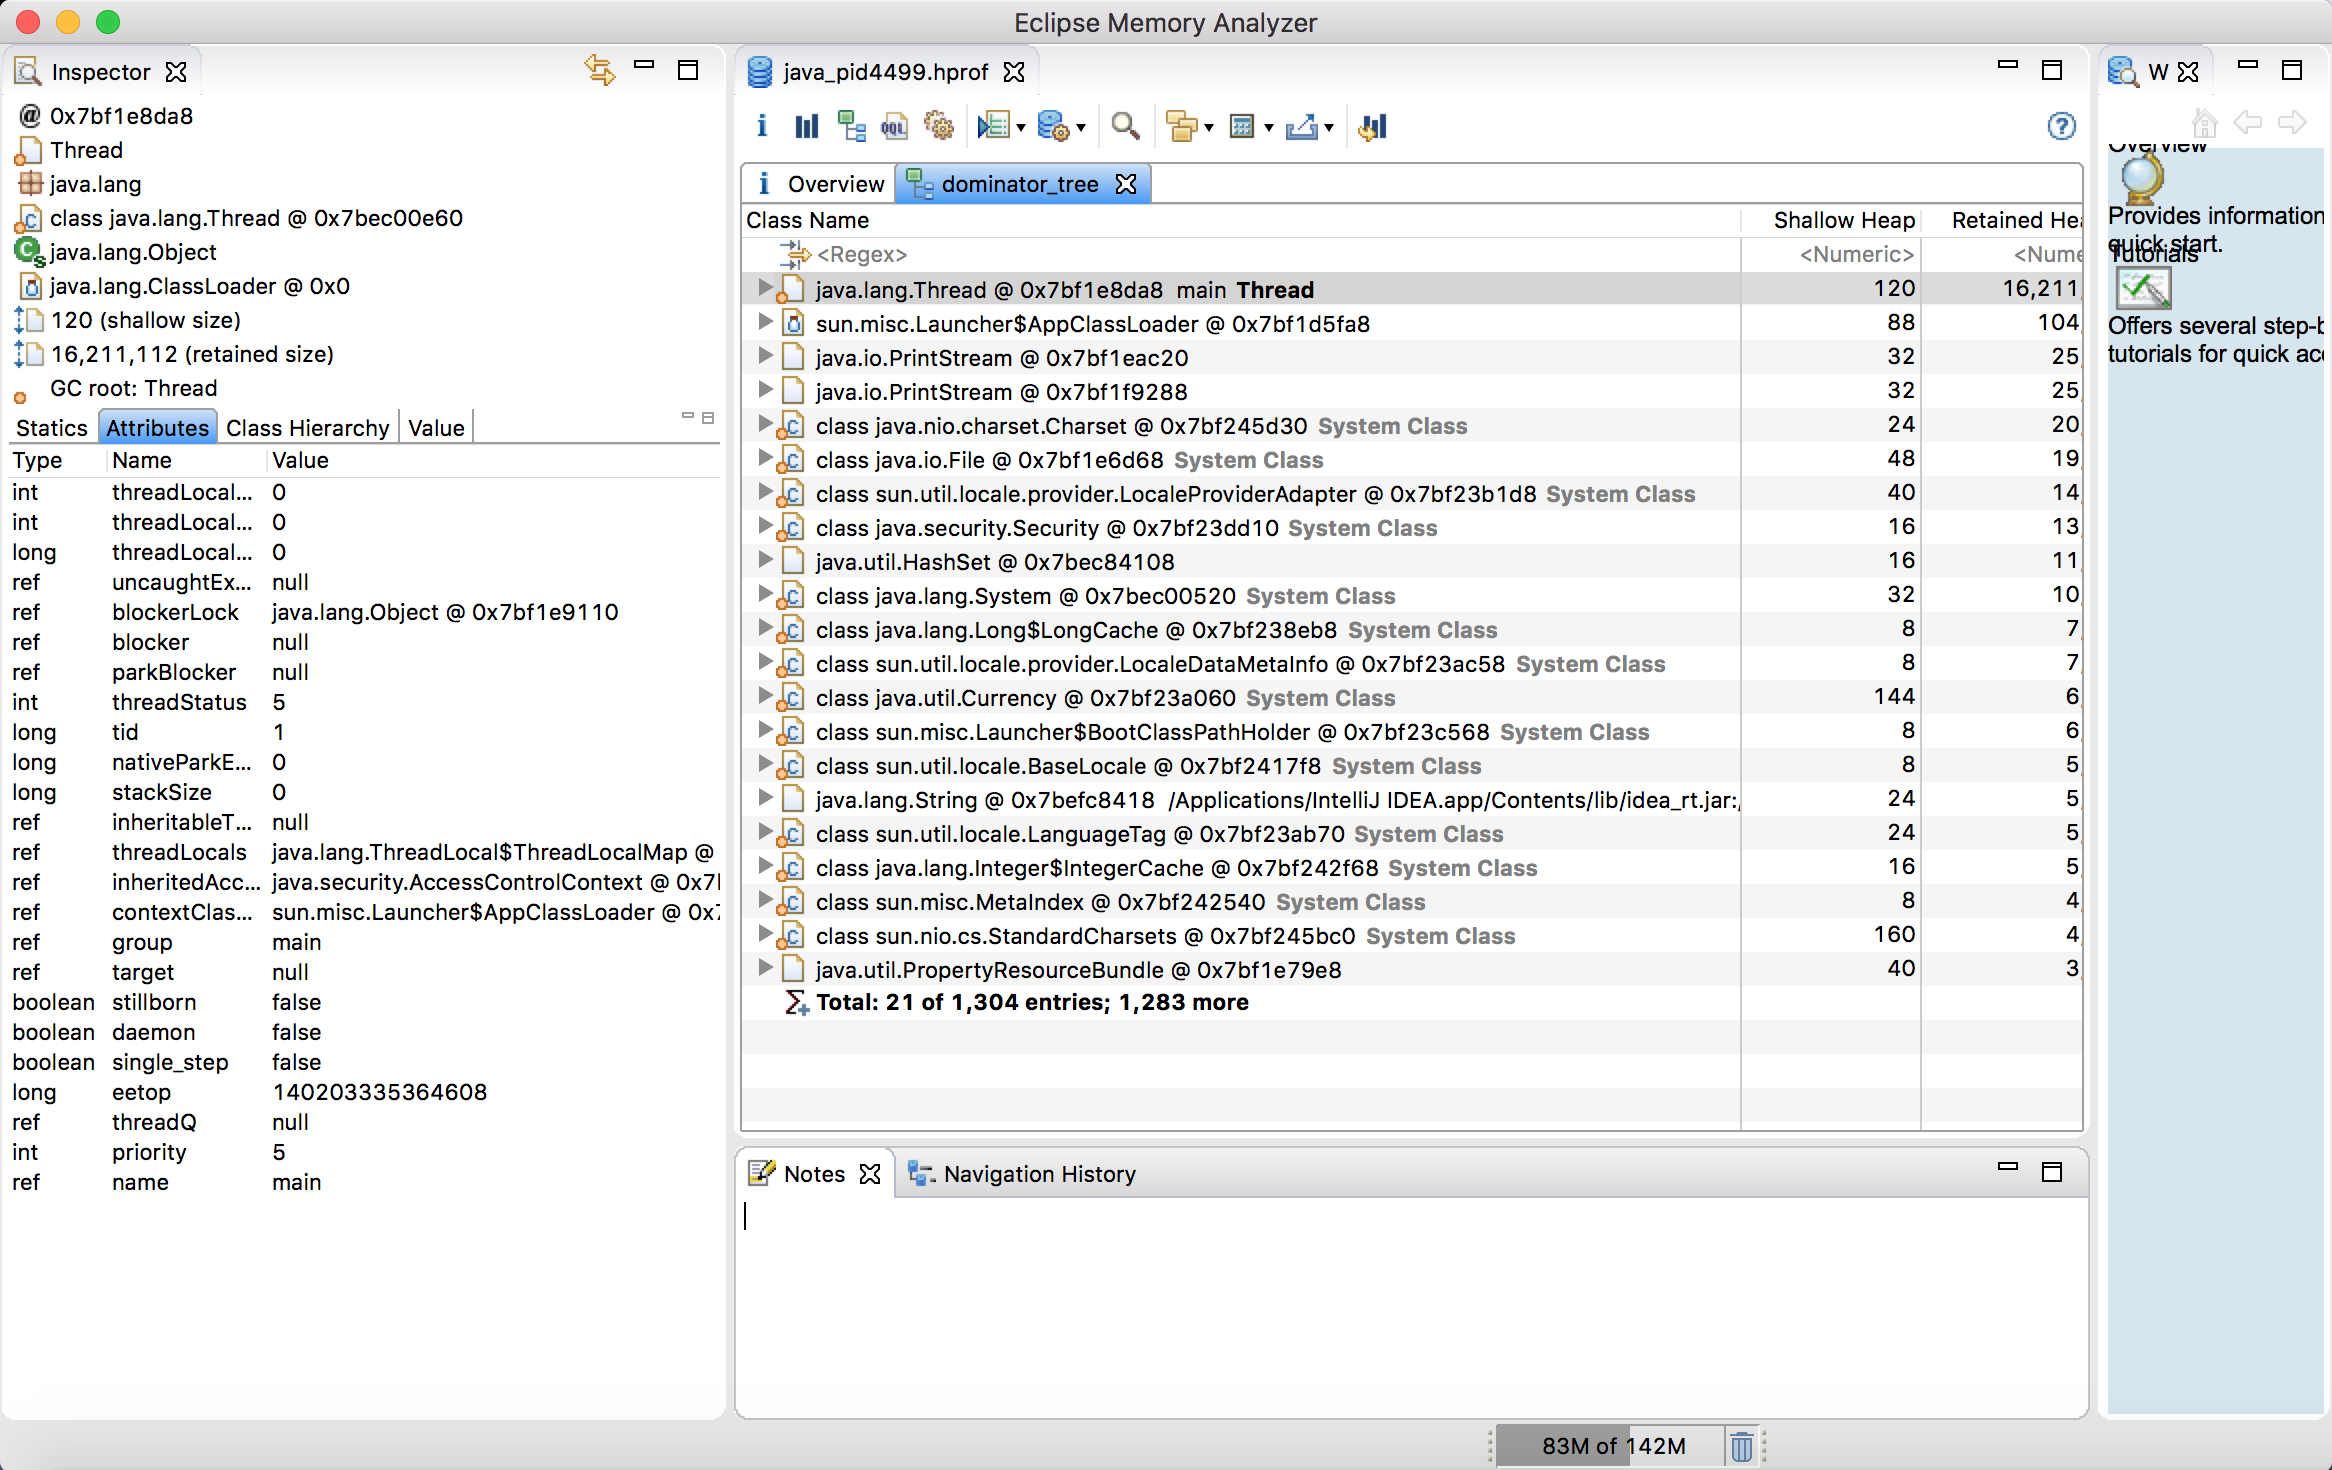 Eclipse Memory Analyzer
Inspector
0x7bf1e8da8
Thread
java.lang
class java.lang.Thread @ 0x7bec00e60
java.lang.Object
java.lang.ClassLoader @ 0x0
120 (shallow size)
16,211,112 (retained size)
GC root: Thread
Statics Attributes Class Hierarchy Value
Type Name Value
int threadLocal... 0
int threadLocal... 0
long threadLocal... 0
ref uncaughtEx... null
ref blockerLock java.lang.Object @ 0x7bf1e9110
ref blocker null
ref parkBlocker null
int threadStatus 5
long tid 1
long nativeParkE... 0
long stackSize 0
ref inheritableT... null
ref threadLocals java.lang.ThreadLocal$ThreadLocalMap @
ref inheritedAcc... java.security.AccessControlContext @ 0x7
ref contextClas... sun.misc.Launcher$AppClassLoader @ 0x7
ref group main
ref target null
boolean stillborn false
boolean daemon false
boolean single_step false
long eetop 140203335364608
ref threadQ null
int priority 5
ref name main
java_pid4499.hprof
OQL
Overview dominator_tree
Class Name Shallow Heap Retained Hea
<Regex> <Numeric> <Nume
java.lang.Thread @ 0x7bf1e8da8 main Thread 120 16,211,
sun.misc.Launcher$AppClassLoader @ 0x7bf1d5fa8 88 104,
java.io.PrintStream @ 0x7bf1eac20 32 25,
java.io.PrintStream @ 0x7bf1f9288 32 25,
class java.nio.charset.Charset @ 0x7bf245d30 System Class 24 20,
class java.io.File @ 0x7bf1e6d68 System Class 48 19,
class sun.util.locale.provider.LocaleProviderAdapter @ 0x7bf23b1d8 System Class 40 14,
class java.security.Security @ 0x7bf23dd10 System Class 16 13,
java.util.HashSet @ 0x7bec84108 16 11,
class java.lang.System @ 0x7bec00520 System Class 32 10,
class java.lang.Long$LongCache @ 0x7bf238eb8 System Class 8 7,
class sun.util.locale.provider.LocaleDataMetaInfo @ 0x7bf23ac58 System Class 8 7,
class java.util.Currency @ 0x7bf23a060 System Class 144 6,
class sun.misc.Launcher$BootClassPathHolder @ 0x7bf23c568 System Class 8 6,
class sun.util.locale.BaseLocale @ 0x7bf2417f8 System Class 8 5,
java.lang.String @ 0x7befc8418 /Applications/IntelliJ IDEA.app/Contents/lib/idea_rt.jar:/ 24 5,
class sun.util.locale.LanguageTag @ 0x7bf23ab70 System Class 24 5,
class java.lang.Integer$IntegerCache @ 0x7bf242f68 System Class 16 5,
class sun.misc.MetaIndex @ 0x7bf242540 System Class 8 4,
class sun.nio.cs.StandardCharsets @ 0x7bf245bc0 System Class 160 4,
java.util.PropertyResourceBundle @ 0x7bf1e79e8 40 3,
Total: 21 of 1,304 entries; 1,283 more
Notes Navigation History
83M of 142M
W
Overview
Provides information
quick start.
Tutorials
Offers several step-b
tutorials for quick acc